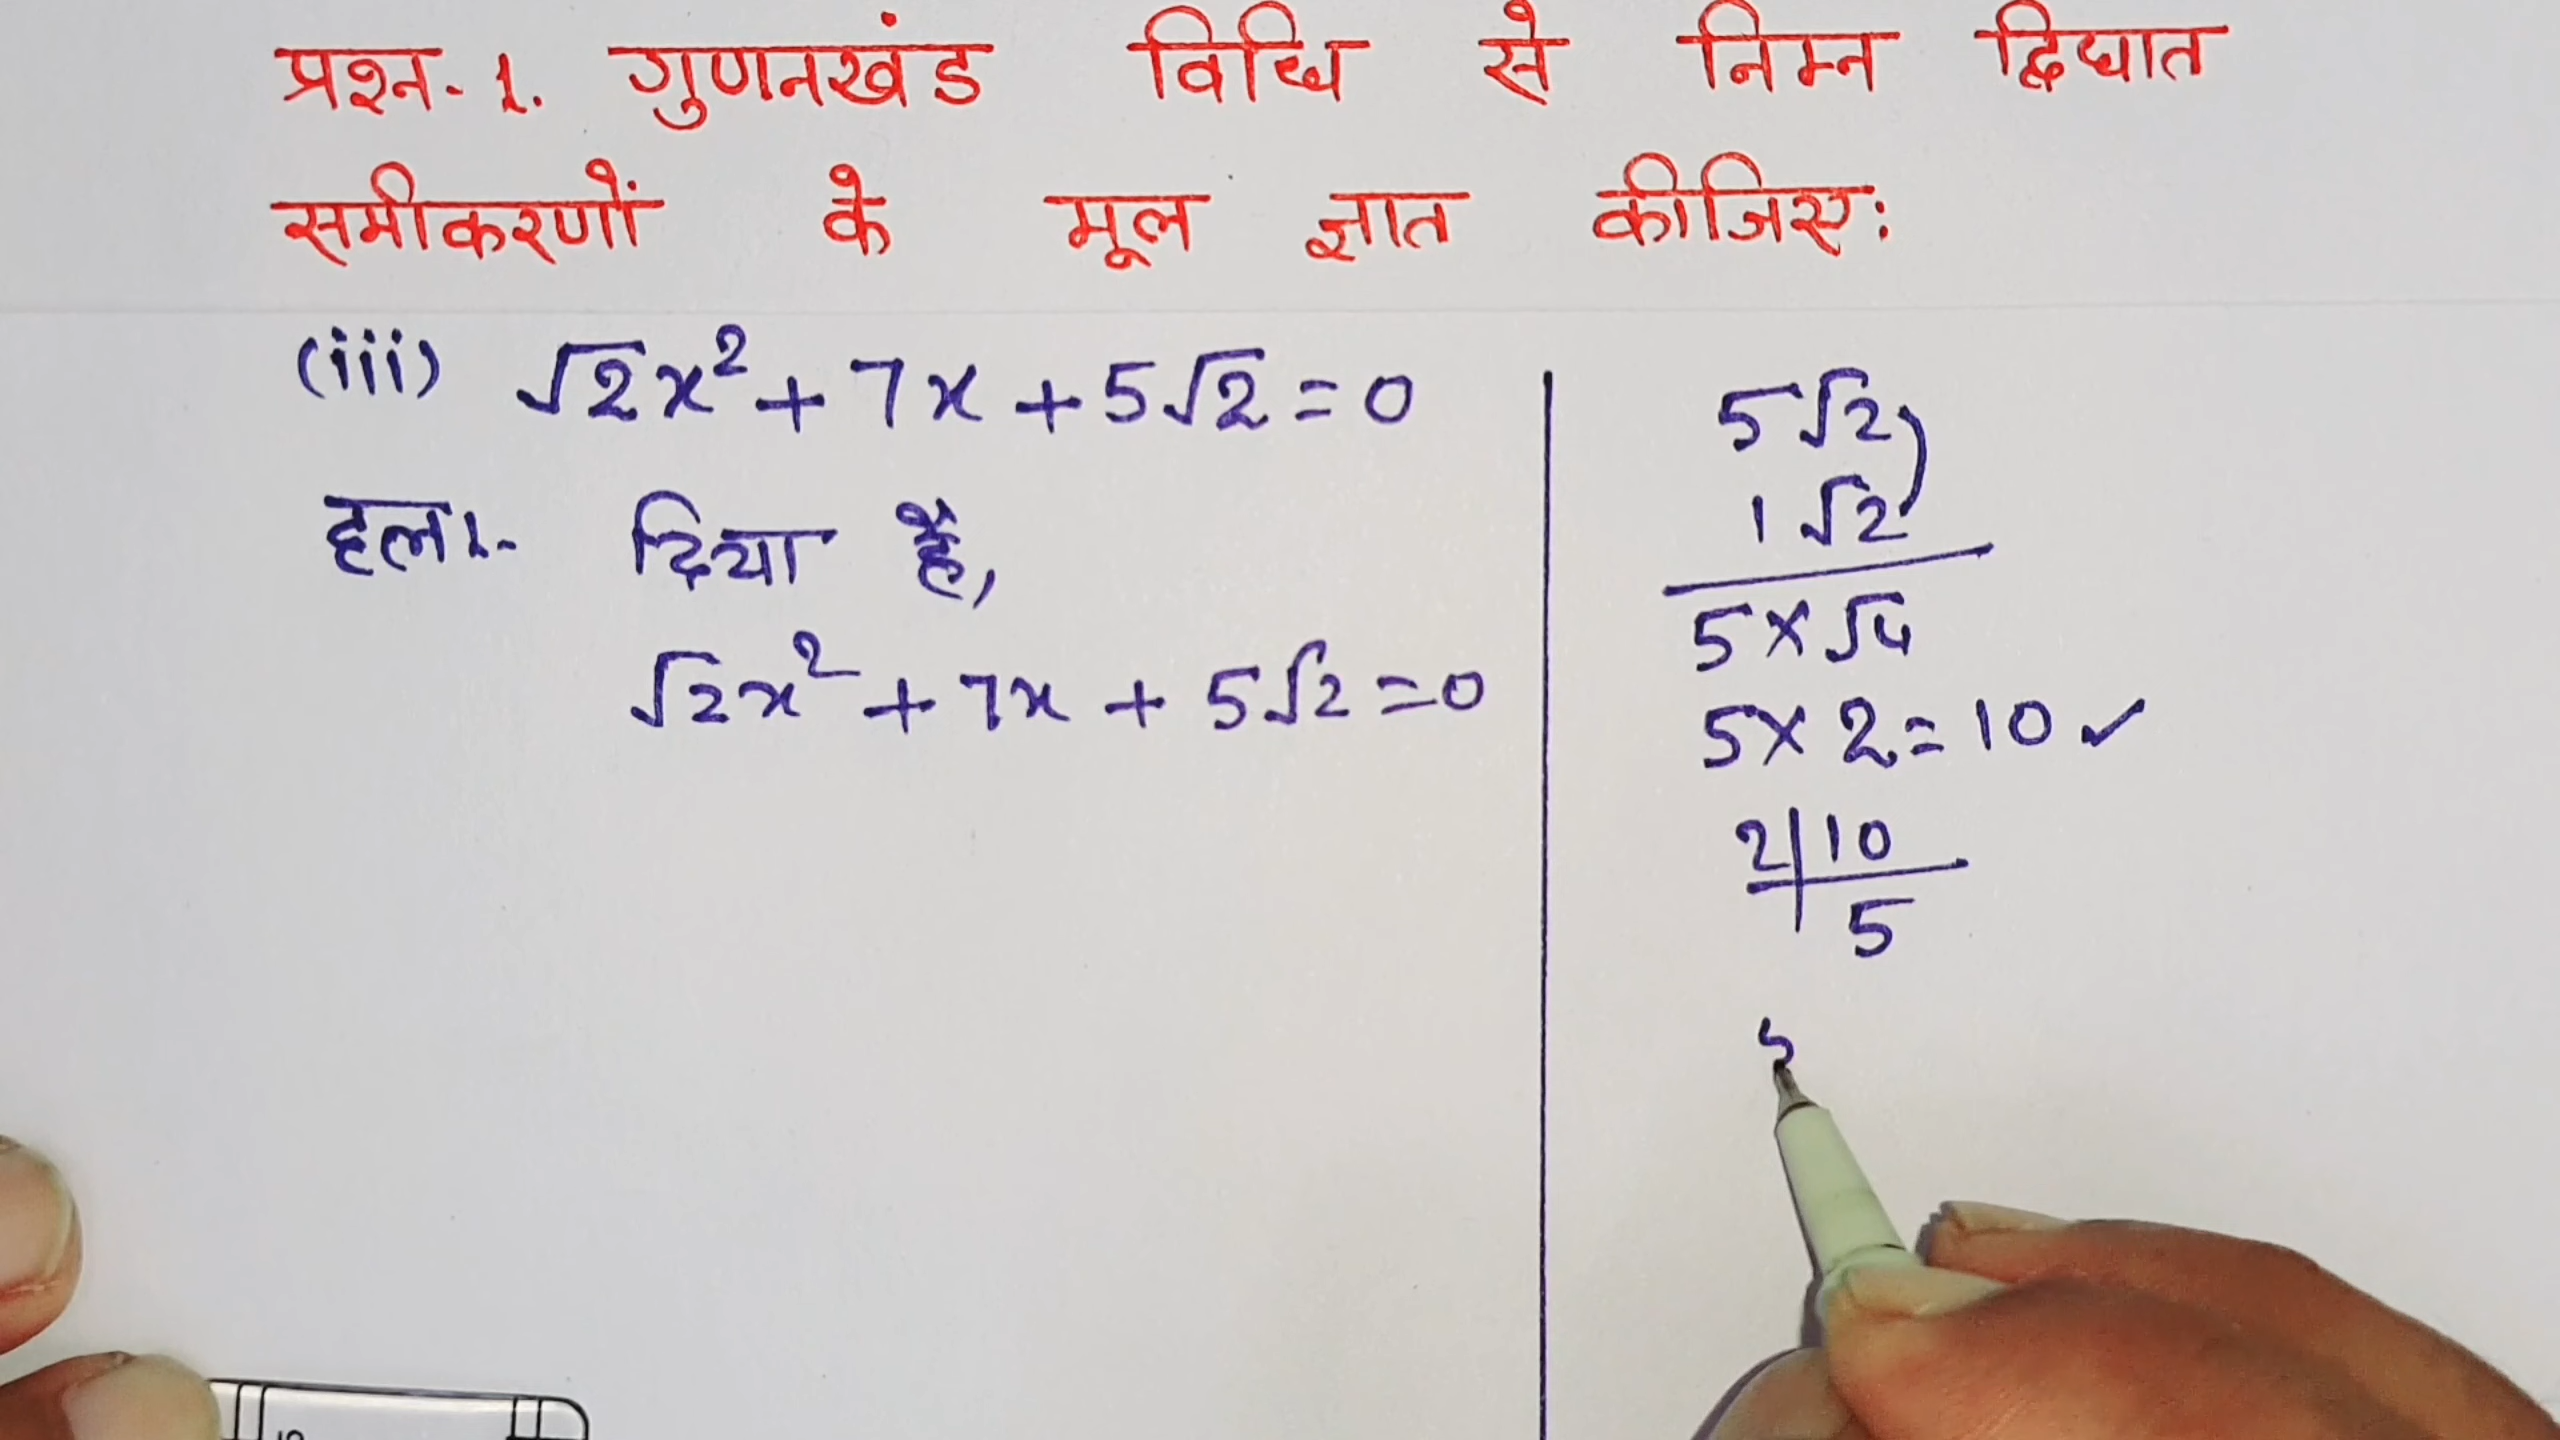 प्रश्न-1. गुणनखंड विधि से निम्न द्विघात
समीकरणों के मूल ज्ञात कीजिए:
(iii) √2x² + 7x + 5√2 = 0
हल:- दिया है,
√2x² + 7x + 5√2 = 0
5√2
1√2
5×√4
5×2=10 ✓
2|10
5